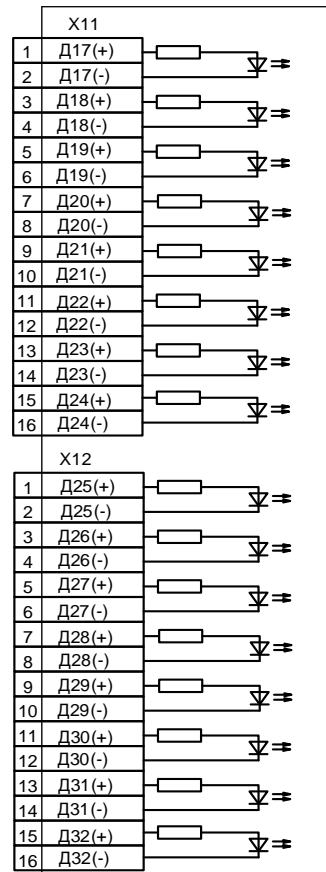 X11
1 Д17(+)
2 Д17(-)
3 Д18(+)
4 Д18(-)
5 Д19(+)
6 Д19(-)
7 Д20(+)
8 Д20(-)
9 Д21(+)
10 Д21(-)
11 Д22(+)
12 Д22(-)
13 Д23(+)
14 Д23(-)
15 Д24(+)
16 Д24(-)
X12
1 Д25(+)
2 Д25(-)
3 Д26(+)
4 Д26(-)
5 Д27(+)
6 Д27(-)
7 Д28(+)
8 Д28(-)
9 Д29(+)
10 Д29(-)
11 Д30(+)
12 Д30(-)
13 Д31(+)
14 Д31(-)
15 Д32(+)
16 Д32(-)